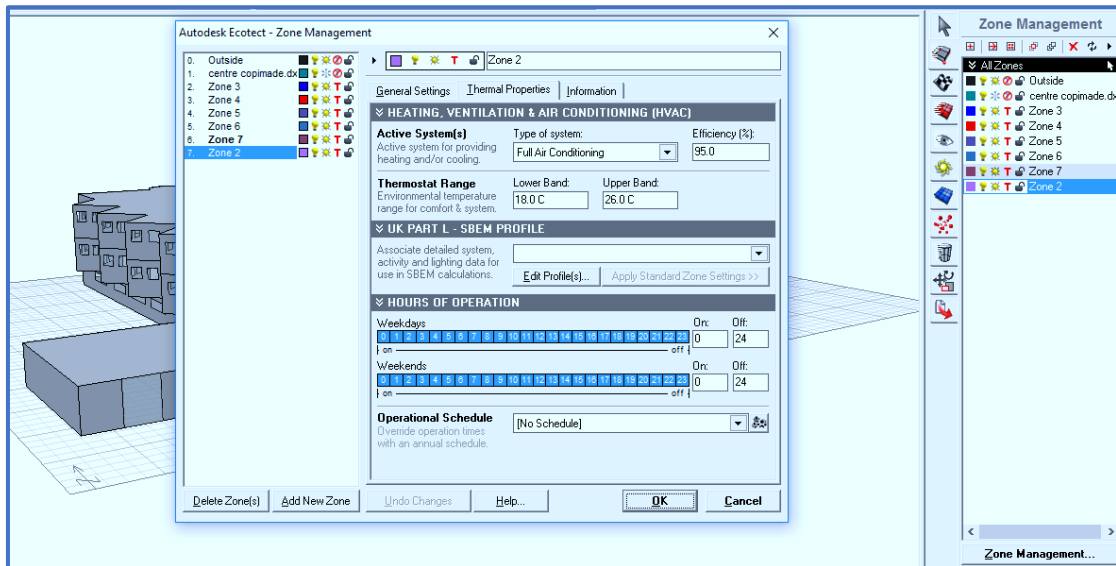 Autodesk Ecotect - Zone Management
0. Outside
1. centre copimade.dx
2. Zone 3
3. Zone 4
4. Zone 5
5. Zone 6
6. Zone 7
7. Zone 2
T Zone 2
General Settings Thermal Properties Information
HEATING, VENTILATION & AIR CONDITIONING (HVAC)
Active System(s) Type of system: Efficiency (%):
Active system for providing
heating and/or cooling.
Full Air Conditioning 95.0
Thermostat Range Lower Band: Upper Band:
Environmental temperature
range for comfort & system.
18.0 C 26.0 C
UK PART L - SBEM PROFILE
Associate detailed system,
activity and lighting data for
use in SBEM calculations.
Edit Profile(s)... Apply Standard Zone Settings >>
HOURS OF OPERATION
Weekdays On: Off:
0 1 2 3 4 5 6 7 8 9 10 11 12 13 14 15 16 17 18 19 20 21 22 23 0 24
on off
Weekends On: Off:
0 1 2 3 4 5 6 7 8 9 10 11 12 13 14 15 16 17 18 19 20 21 22 23 0 24
on off
Operational Schedule
Override operation times
with an annual schedule.
[No Schedule]
Delete Zone(s) Add New Zone Undo Changes Help... OK Cancel
Zone Management
All Zones
Outside
centre copimade.dx
T Zone 3
T Zone 4
T Zone 5
T Zone 6
T Zone 7
T Zone 2
Zone Management...
N